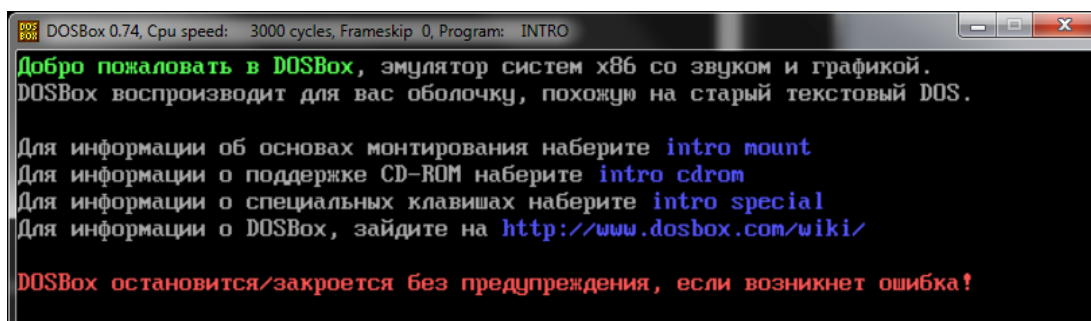 DOSBox 0.74, Cpu speed: 3000 cycles, Frameskip 0, Program: INTRO
Добро пожаловать в DOSBox, эмулятор систем x86 со звуком и графикой.
DOSBox воспроизводит для вас оболочку, похожую на старый текстовый DOS.
Для информации об основах монтирования наберите intro mount
Для информации о поддержке CD-ROM наберите intro cdrom
Для информации о специальных клавишах наберите intro special
Для информации о DOSBox, зайдите на http://www.dosbox.com/wiki/
DOSBox остановится/закроется без предупреждения, если возникнет ошибка!